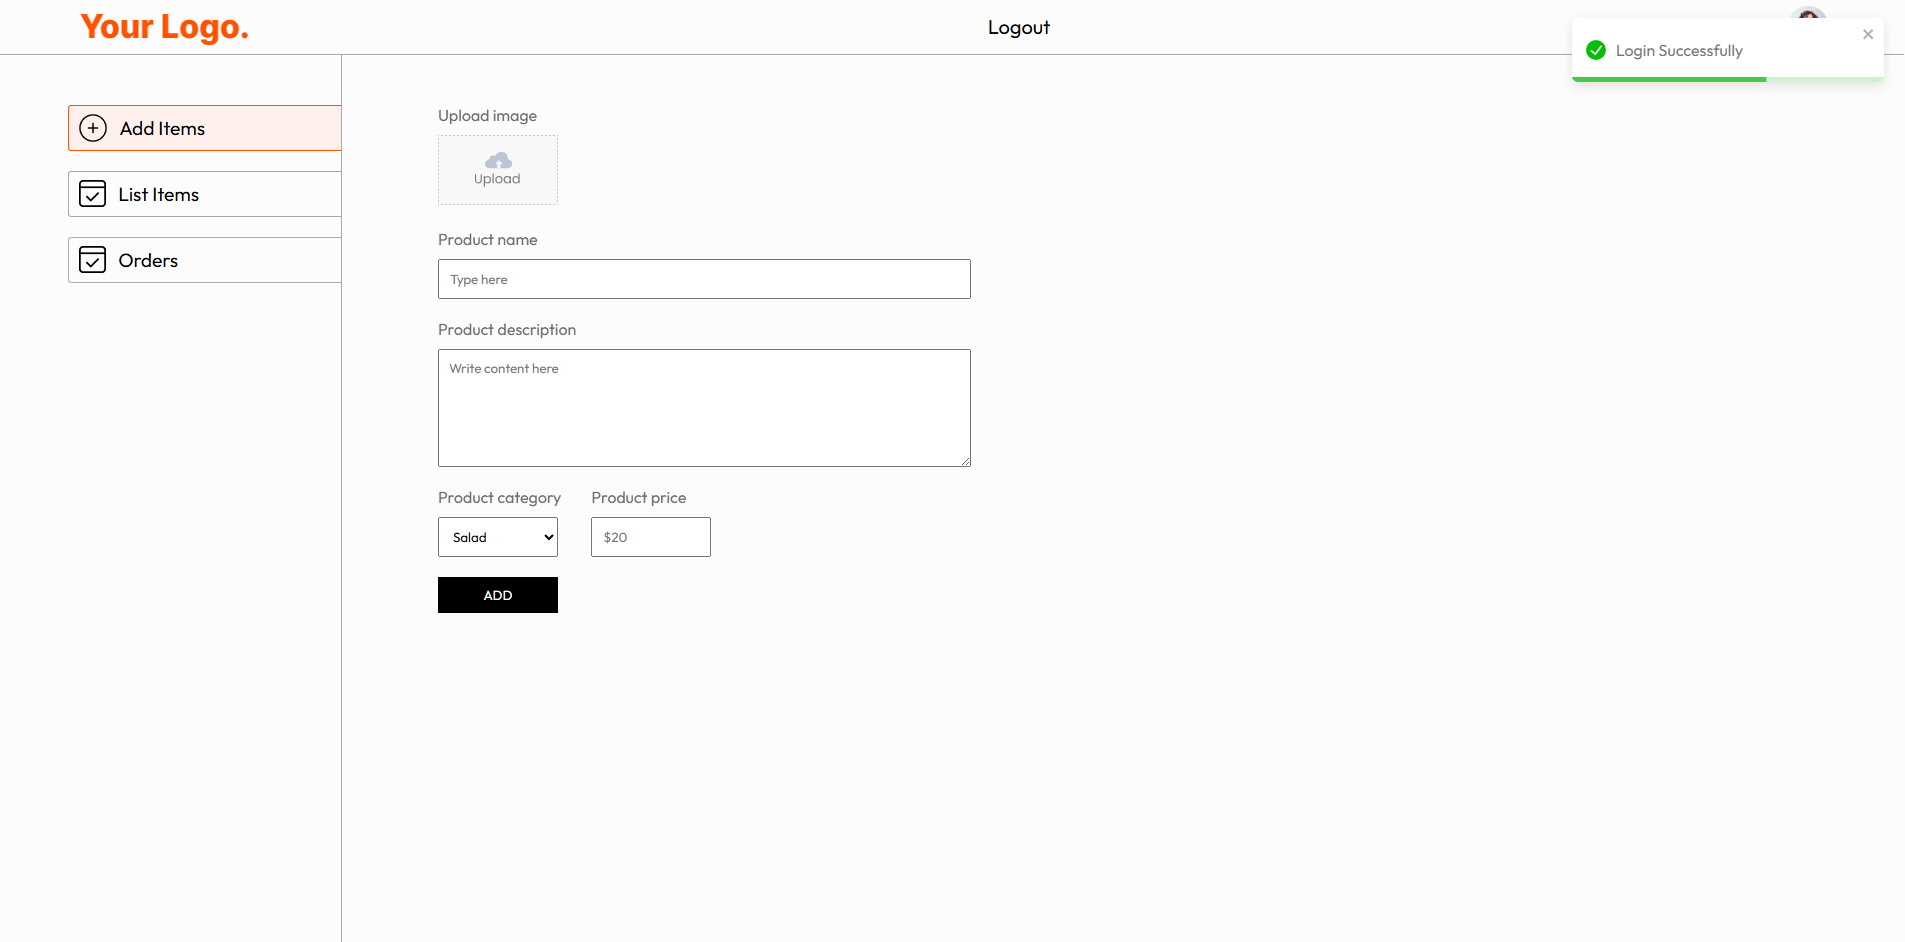 Your Logo.
Logout
Login Successfully
Add Items
List Items
Orders
Upload image
Upload
Product name
Type here
Product description
Write content here
Product category
Product price
Salad
$20
ADD